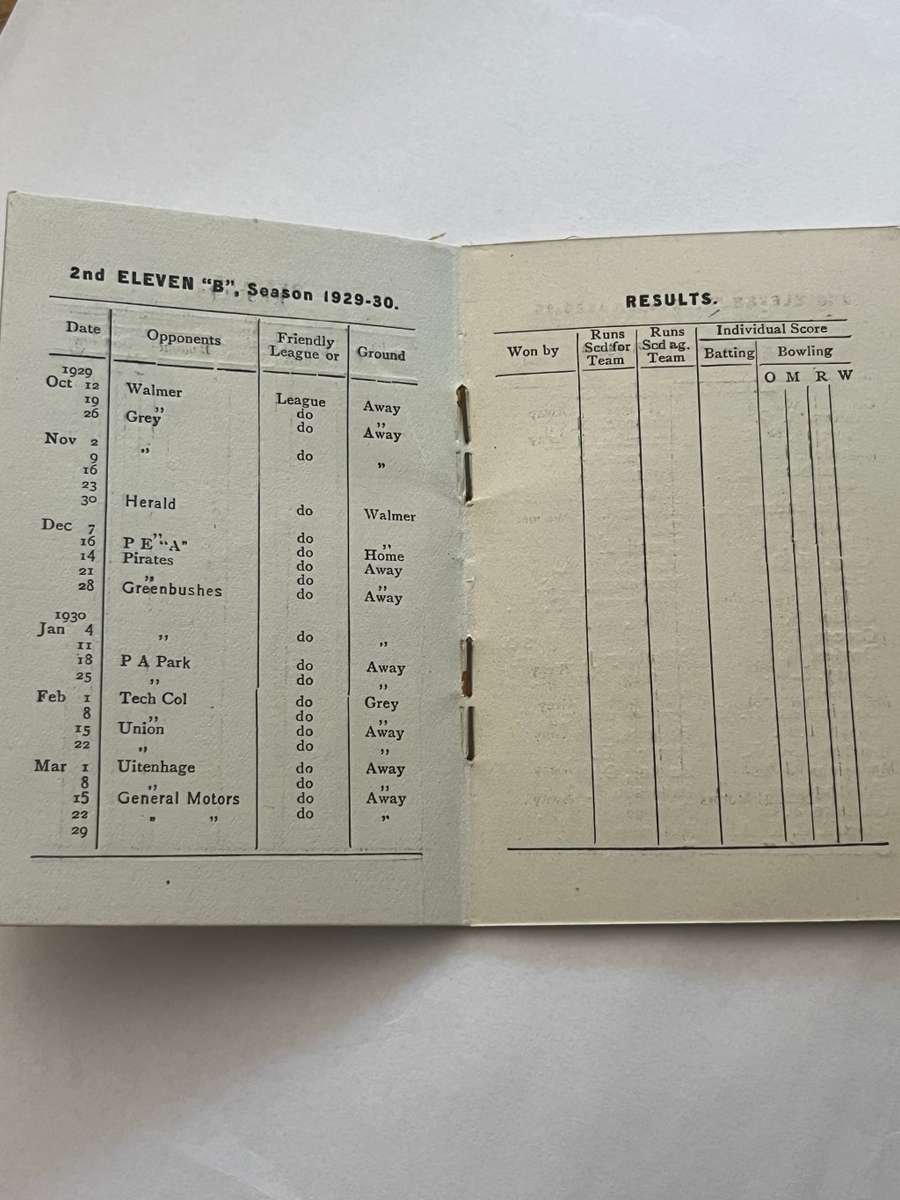 2nd ELEVEN "B", Season 1929-30.
Date Opponents Friendly League or Ground
1929
Oct 12 Walmer League Away
19 ,, do ,,
26 Grey do Away
Nov 2 ,, do ,,
9
16
23
30 Herald do Walmer
Dec 7 ,, do ,,
16 P E "A" do Home
14 Pirates do Away
21 ,, do ,,
28 Greenbushes do Away
1930
Jan 4 ,, do ,,
11
18 P A Park do Away
25 ,, do ,,
Feb 1 Tech Col do Grey
8 ,, do ,,
15 Union do Away
22 ,, do ,,
Mar 1 Uitenhage do Away
8 ,, do ,,
15 General Motors do Away
22 ,, ,, do ,,
29
RESULTS.
Won by Runs Scd for Team Runs Scd ag. Team Individual Score
Batting Bowling
O M R W